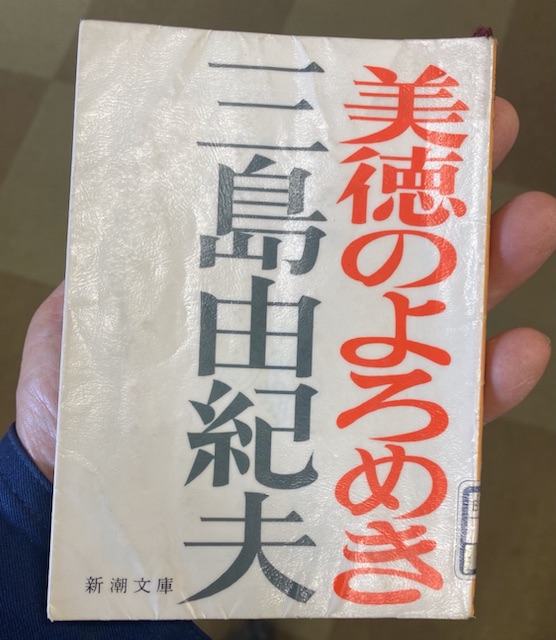 美徳のよろめき
三島由紀夫
新潮文庫